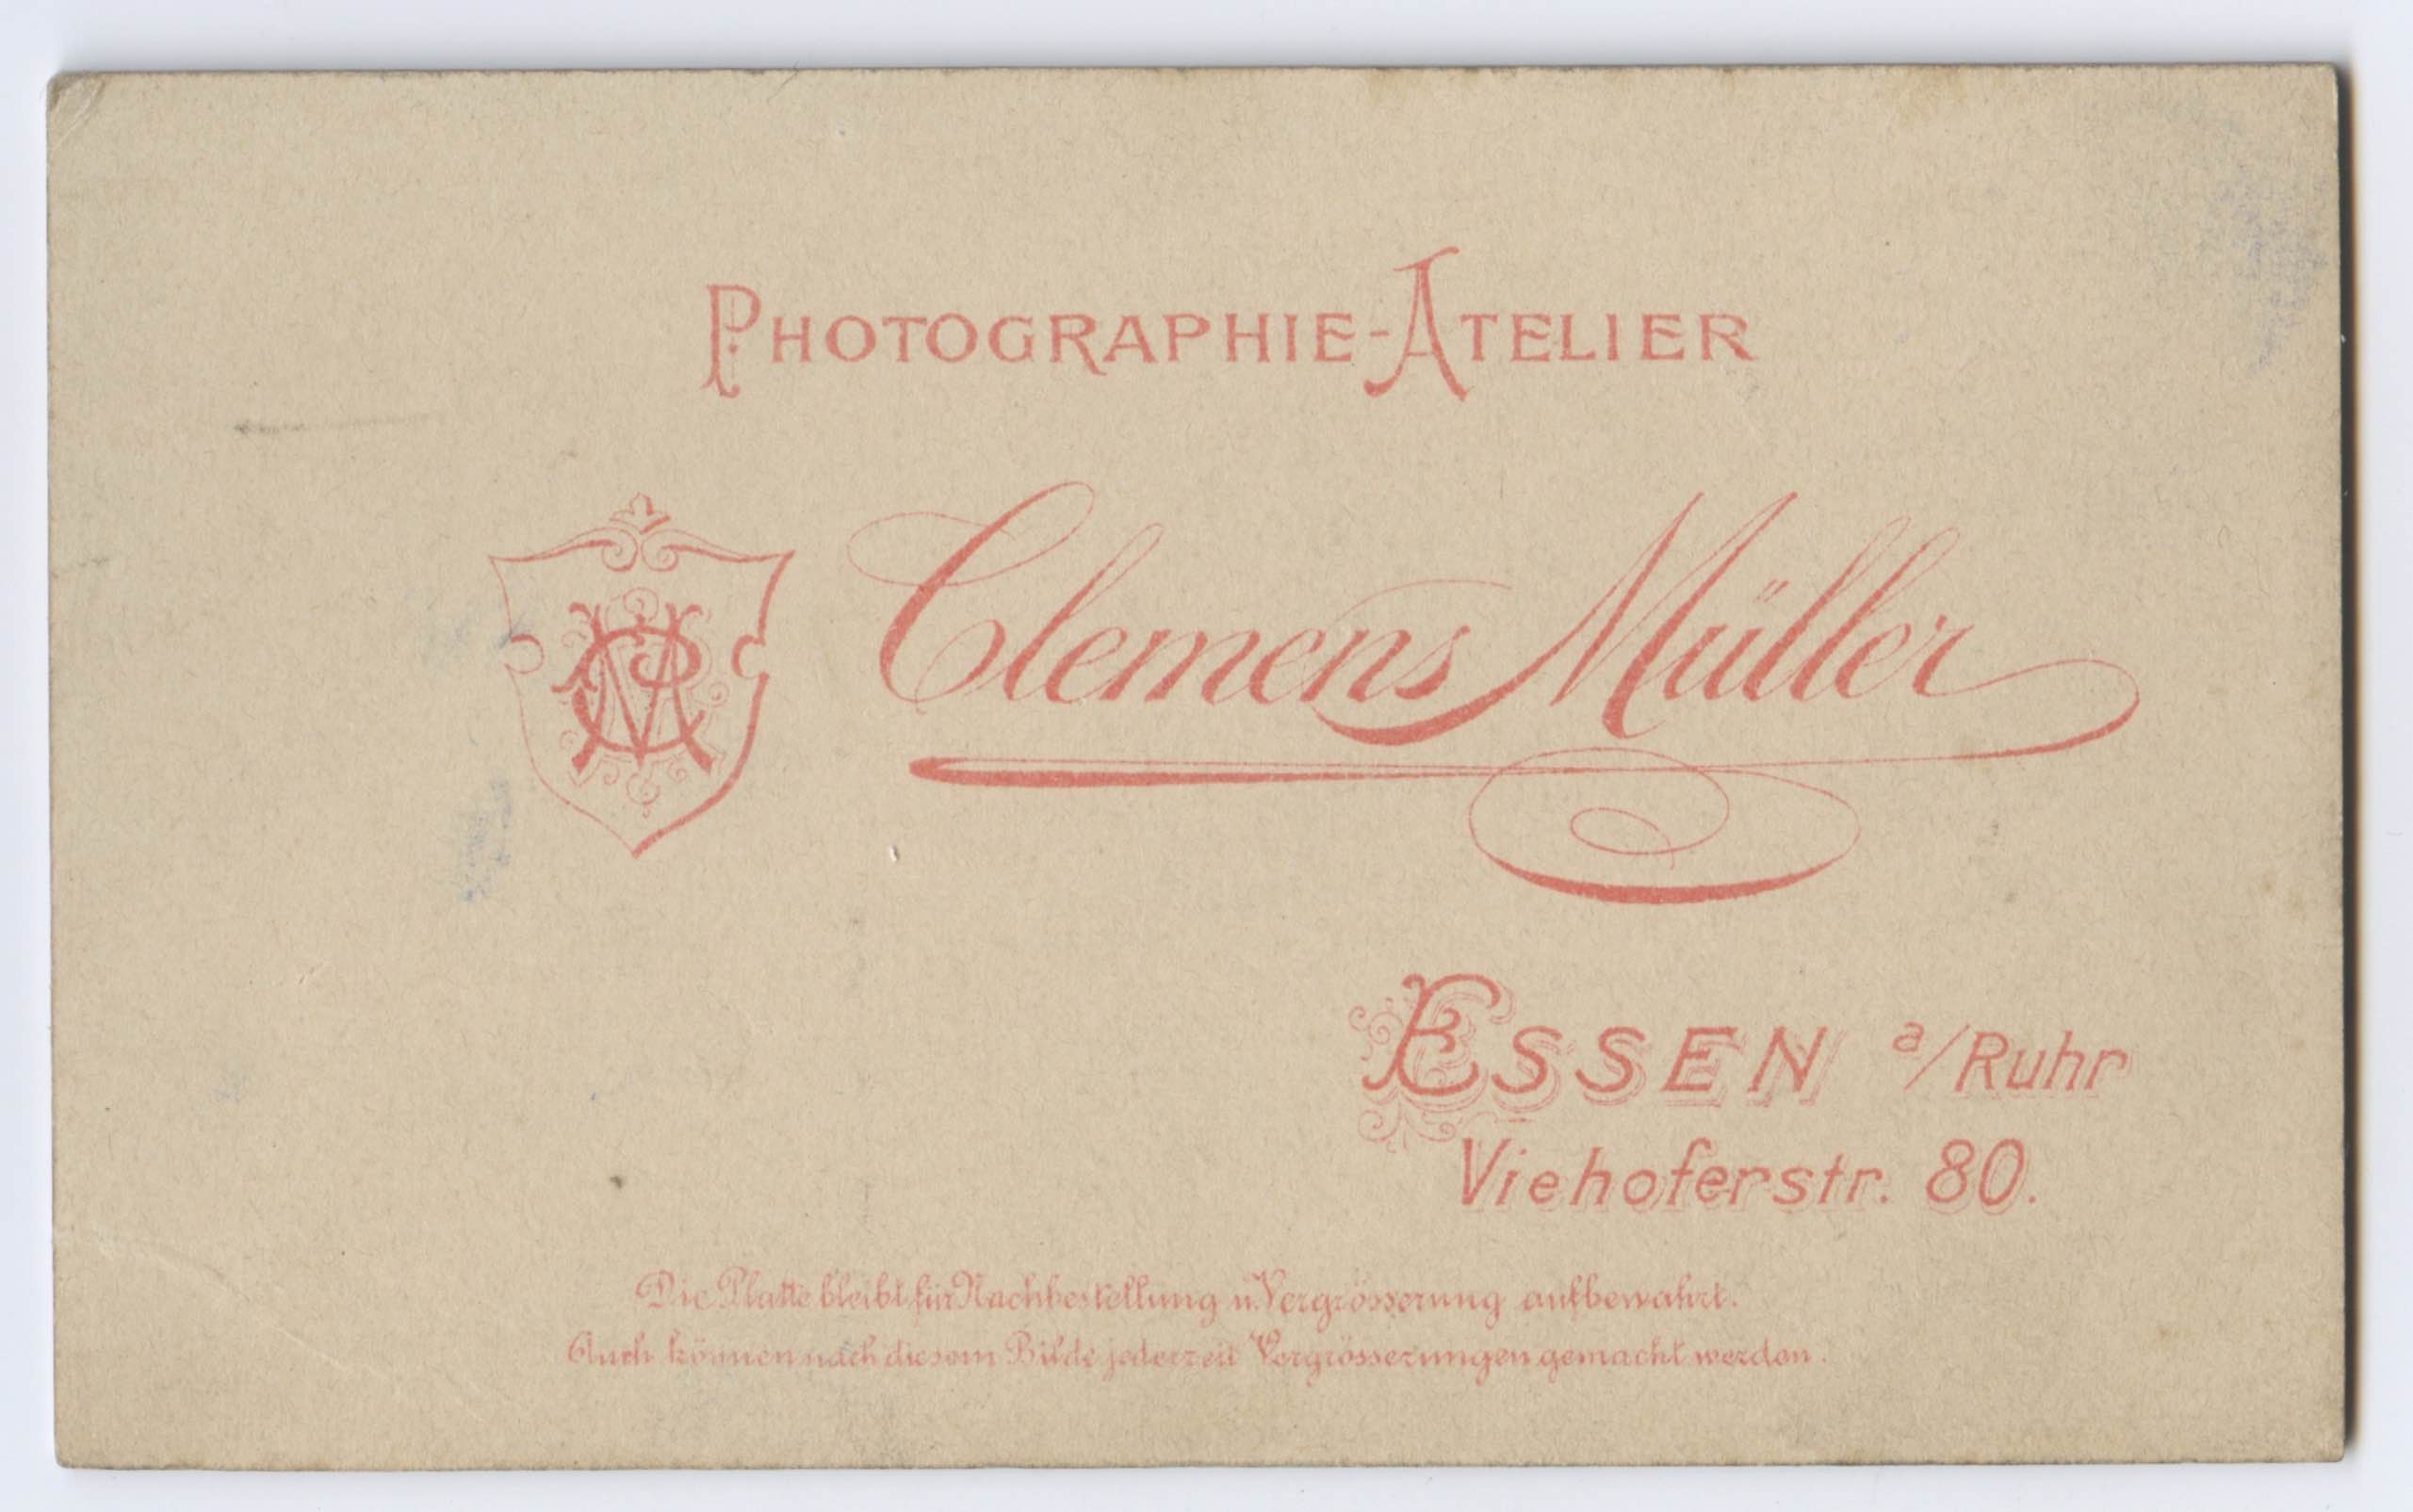 PHOTOGRAPHIE-ATELIER
CM
Clemens Müller
ESSEN a/Ruhr
Viehoferstr. 80.
Die Platte bleibt für Nachbestellung u. Vergrösserung aufbewahrt.
Auch können nach diesem Bilde jederzeit Vergrösserungen gemacht werden.